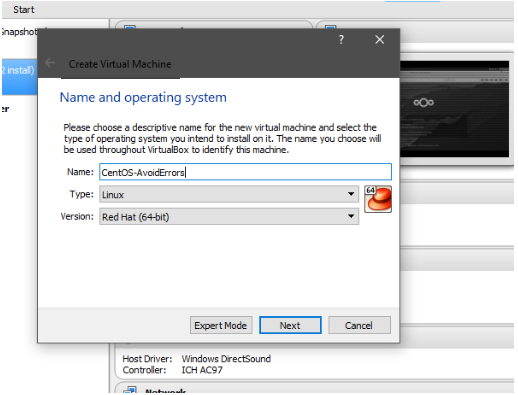 Start
Snapshot
2 install)
er
?
Create Virtual Machine
Name and operating system
Please choose a descriptive name for the new virtual machine and select the
type of operating system you intend to install on it. The name you choose will
be used throughout VirtualBox to identify this machine.
Name: CentOS-AvoidErrors
Type: Linux
64
Version: Red Hat (64-bit)
Expert Mode Next Cancel
Host Driver: Windows DirectSound
Controller: ICH AC97
Network